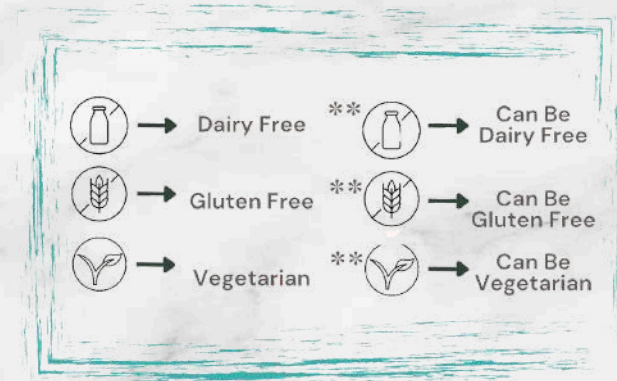 Dairy Free
** Can Be
Dairy Free
Gluten Free
** Can Be
Gluten Free
Vegetarian
** Can Be
Vegetarian